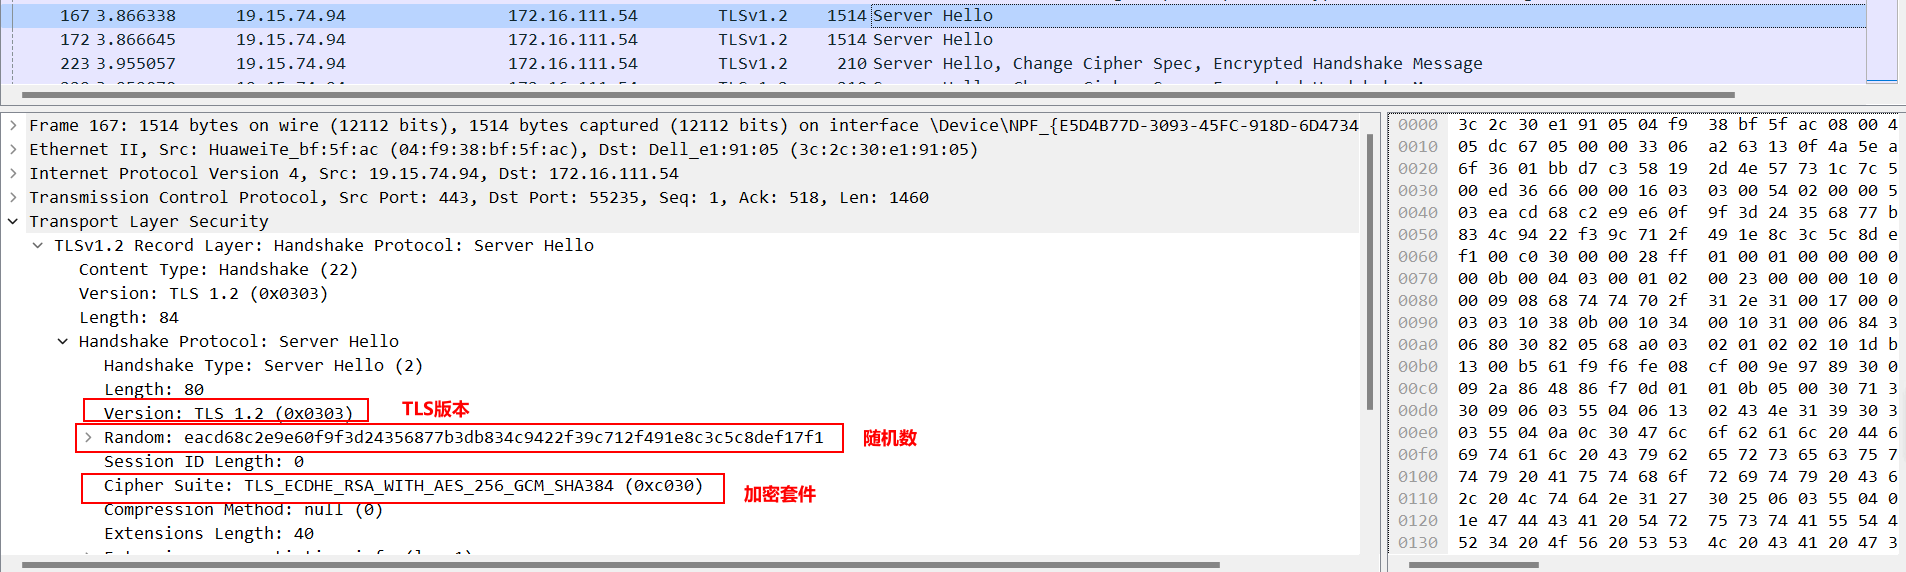 167 3.866338 19.15.74.94 172.16.111.54 TLSv1.2 1514 Server Hello
172 3.866645 19.15.74.94 172.16.111.54 TLSv1.2 1514 Server Hello
223 3.955057 19.15.74.94 172.16.111.54 TLSv1.2 210 Server Hello, Change Cipher Spec, Encrypted Handshake Message
Frame 167: 1514 bytes on wire (12112 bits), 1514 bytes captured (12112 bits) on interface \Device\NPF_{E5D4B77D-3093-45FC-918D-6D4734
Ethernet II, Src: HuaweiTe_bf:5f:ac (04:f9:38:bf:5f:ac), Dst: Dell_e1:91:05 (3c:2c:30:e1:91:05)
Internet Protocol Version 4, Src: 19.15.74.94, Dst: 172.16.111.54
Transmission Control Protocol, Src Port: 443, Dst Port: 55235, Seq: 1, Ack: 518, Len: 1460
Transport Layer Security
TLSv1.2 Record Layer: Handshake Protocol: Server Hello
Content Type: Handshake (22)
Version: TLS 1.2 (0x0303)
Length: 84
Handshake Protocol: Server Hello
Handshake Type: Server Hello (2)
Length: 80
Version: TLS 1.2 (0x0303) TLS版本
Random: eacd68c2e9e60f9f3d24356877b3db834c9422f39c712f491e8c3c5c8def17f1 随机数
Session ID Length: 0
Cipher Suite: TLS_ECDHE_RSA_WITH_AES_256_GCM_SHA384 (0xc030) 加密套件
Compression Method: null (0)
Extensions Length: 40
0000 3c 2c 30 e1 91 05 04 f9 38 bf 5f ac 08 00 4
0010 05 dc 67 05 00 00 33 06 a2 63 13 0f 4a 5e a
0020 6f 36 01 bb d7 c3 58 19 2d 4e 57 73 1c 7c 5
0030 00 ed 36 66 00 00 16 03 03 00 54 02 00 00 5
0040 03 ea cd 68 c2 e9 e6 0f 9f 3d 24 35 68 77 b
0050 83 4c 94 22 f3 9c 71 2f 49 1e 8c 3c 5c 8d e
0060 f1 00 c0 30 00 00 28 ff 01 00 01 00 00 00 0
0070 00 0b 00 04 03 00 01 02 00 23 00 00 00 10 0
0080 00 09 08 68 74 74 70 2f 31 2e 31 00 17 00 0
0090 03 03 10 38 0b 00 10 34 00 10 31 00 06 84 3
00a0 06 80 30 82 05 68 a0 03 02 01 02 02 10 1d b
00b0 13 00 b5 61 f9 f6 fe 08 cf 00 9e 97 89 30 0
00c0 09 2a 86 48 86 f7 0d 01 01 0b 05 00 30 71 3
00d0 30 09 06 03 55 04 06 13 02 43 4e 31 39 30 3
00e0 03 55 04 0a 0c 30 47 6c 6f 62 61 6c 20 44 6
00f0 69 74 61 6c 20 43 79 62 65 72 73 65 63 75 7
0100 74 79 20 41 75 74 68 6f 72 69 74 79 20 43 6
0110 2c 20 4c 74 64 2e 31 27 30 25 06 03 55 04 0
0120 1e 47 44 43 41 20 54 72 75 73 74 41 55 54 4
0130 52 34 20 4f 56 20 53 53 4c 20 43 41 20 47 3